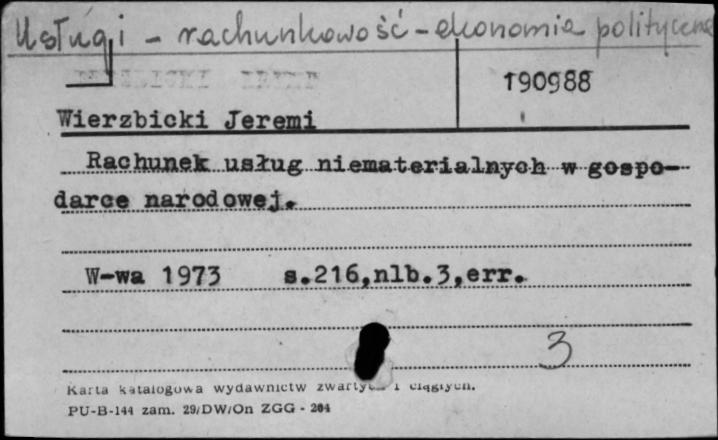 Usługi - rachunkowość - ekonomia polityczna
190988
Wierzbicki Jeremi
Rachunek usług niematerialnych w gospo-
darce narodowej.
W-wa 1973 s.216,nlb.3,err.
3
Karta katalogowa wydawnictw zwartych i ciągłych.
PU-B-144 zam. 29/DW/On ZGG - 204